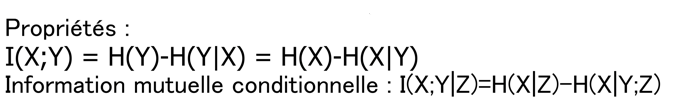 Propriétés :
I(X;Y) = H(Y)-H(Y|X) = H(X)-H(X|Y)
Information mutuelle conditionnelle : I(X;Y|Z)=H(X|Z)-H(X|Y;Z)